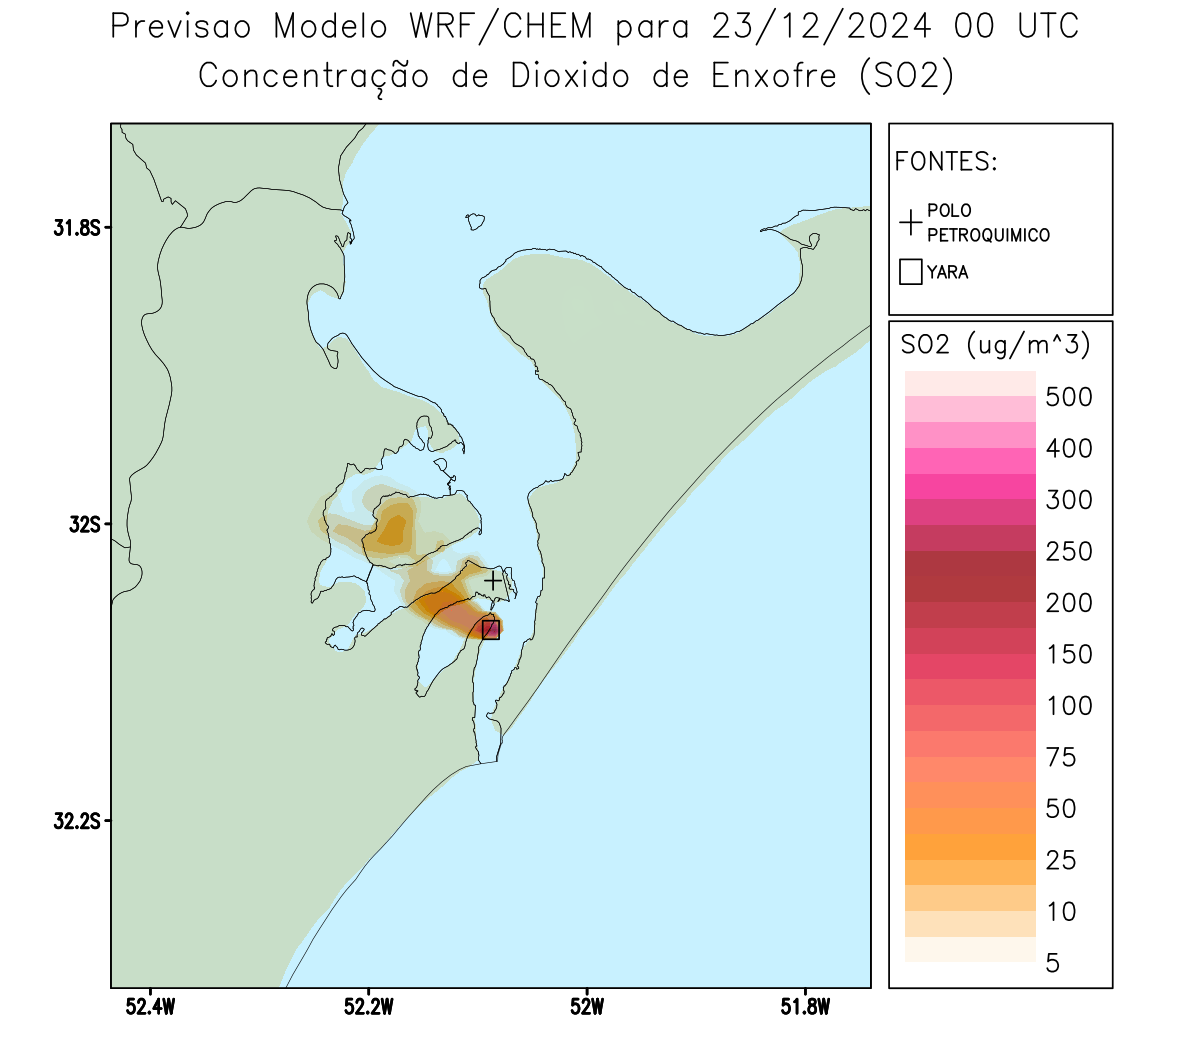 Previsao Modelo WRF/CHEM para 23/12/2024 00 UTC
Concentração de Dioxido de Enxofre (SO2)
FONTES:
POLO
PETROQUIMICO
YARA
SO2 (ug/m^3)
500
400
300
250
200
150
100
75
50
25
10
5
31.8S
32S
32.2S
52.4W
52.2W
52W
51.8W